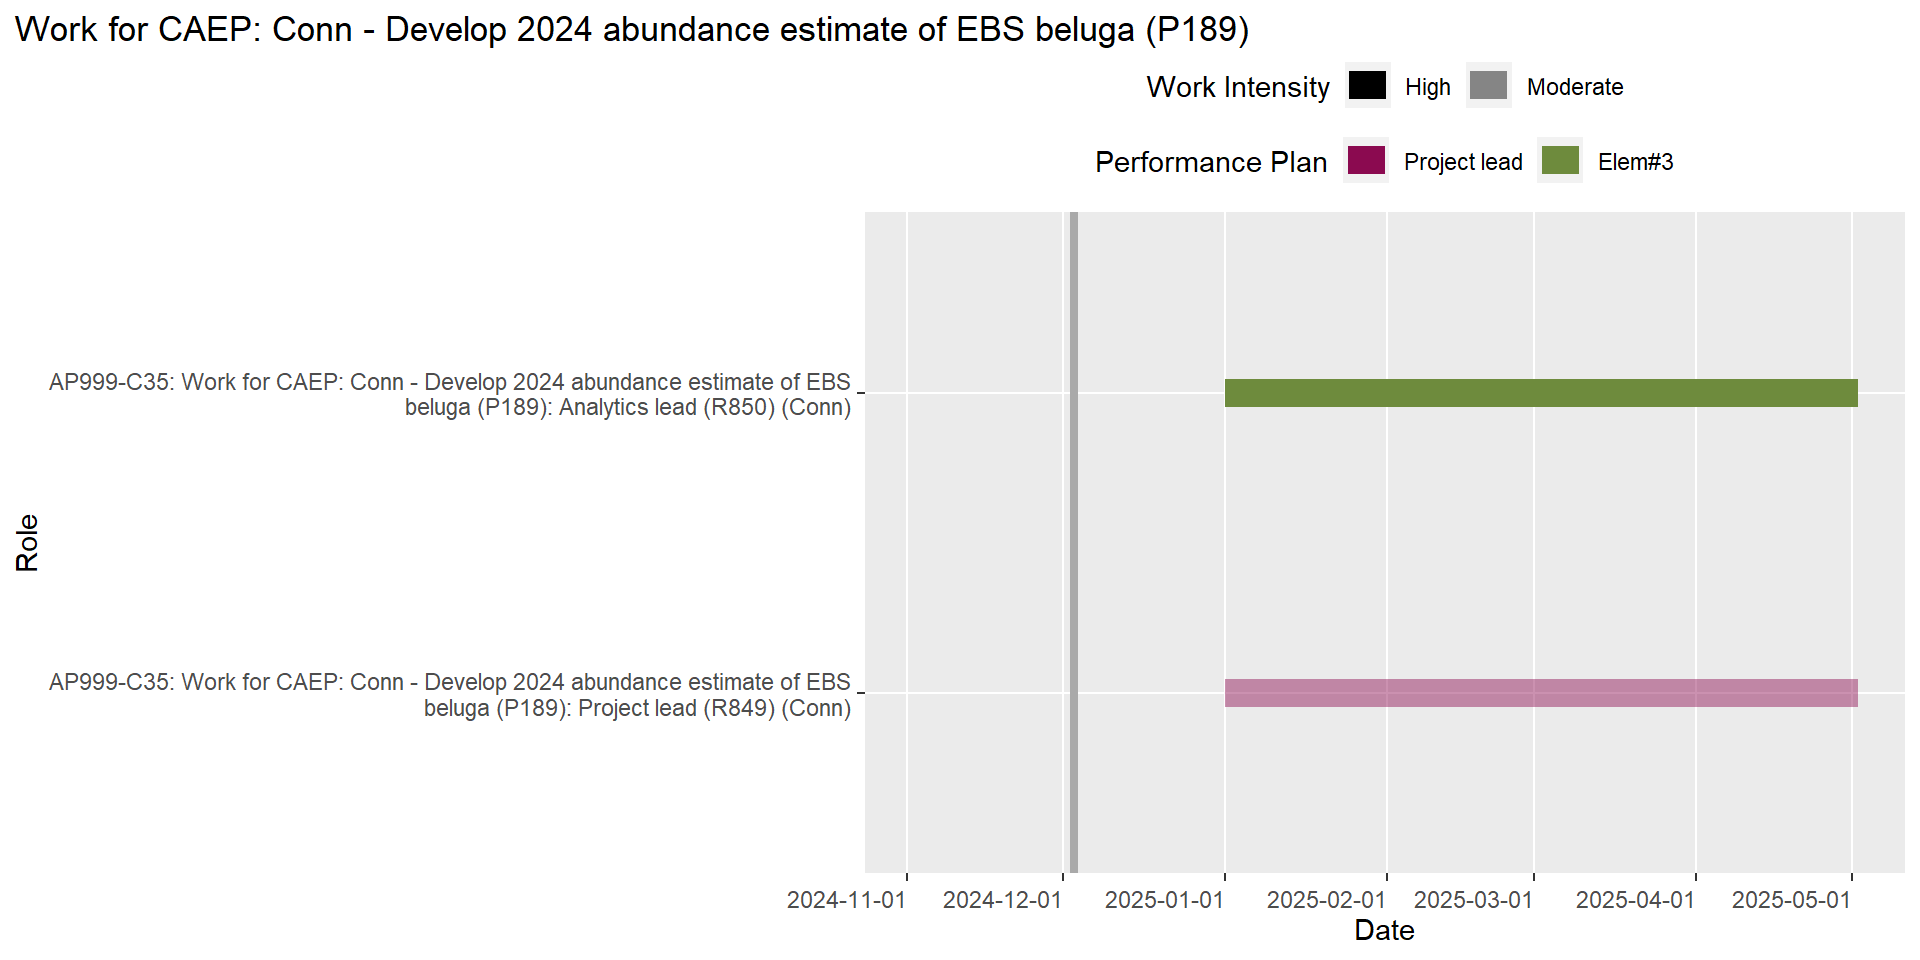 Work for CAEP: Conn - Develop 2024 abundance estimate of EBS beluga (P189)
Work Intensity High Moderate
Performance Plan Project lead Elem#3
AP999-C35: Work for CAEP: Conn - Develop 2024 abundance estimate of EBS
beluga (P189): Analytics lead (R850) (Conn)
Role
AP999-C35: Work for CAEP: Conn - Develop 2024 abundance estimate of EBS
beluga (P189): Project lead (R849) (Conn)
2024-11-01 2024-12-01 2025-01-01 2025-02-01 2025-03-01 2025-04-01 2025-05-01
Date